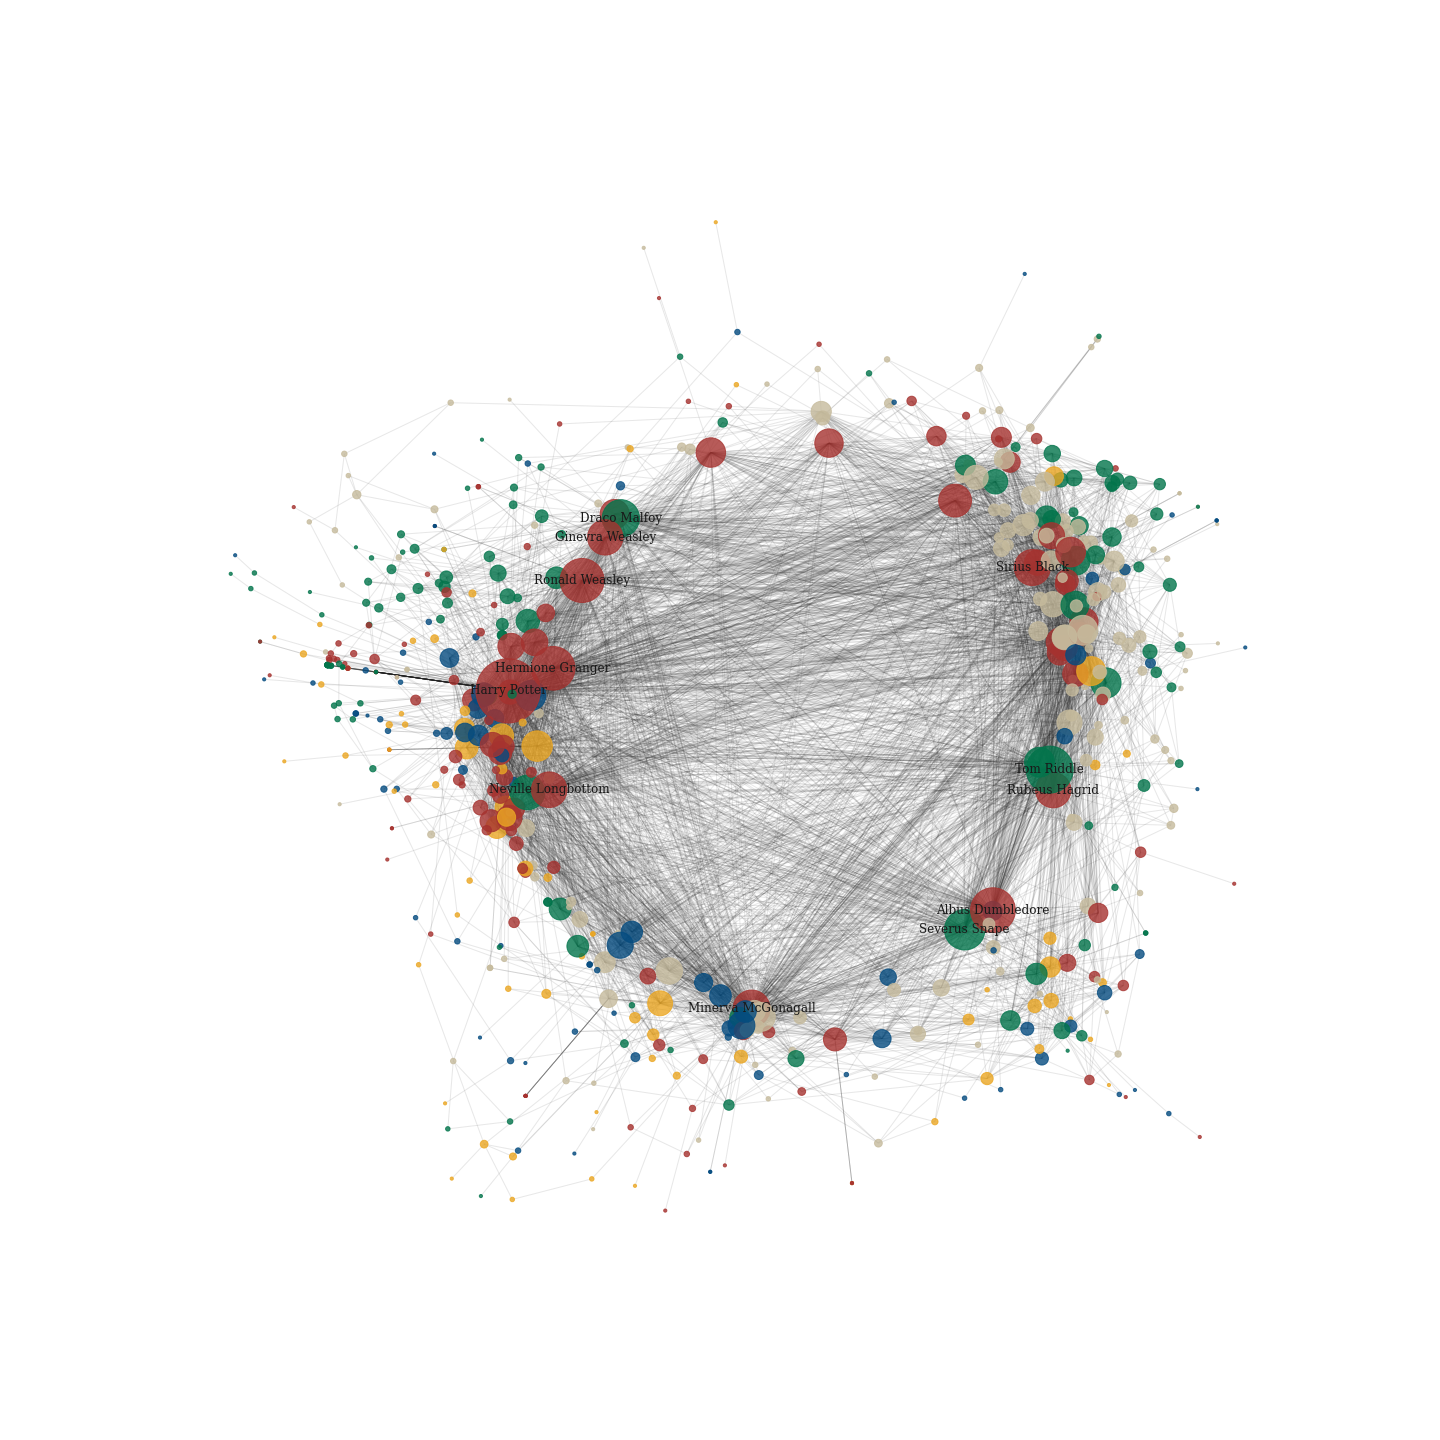 Draco Malfoy
Ginevra Weasley
Sirius Black
Ronald Weasley
Hermione Granger
Harry Potter
Tom Riddle
Neville Longbottom
Rubeus Hagrid
Albus Dumbledore
Severus Snape
Minerva McGonagall